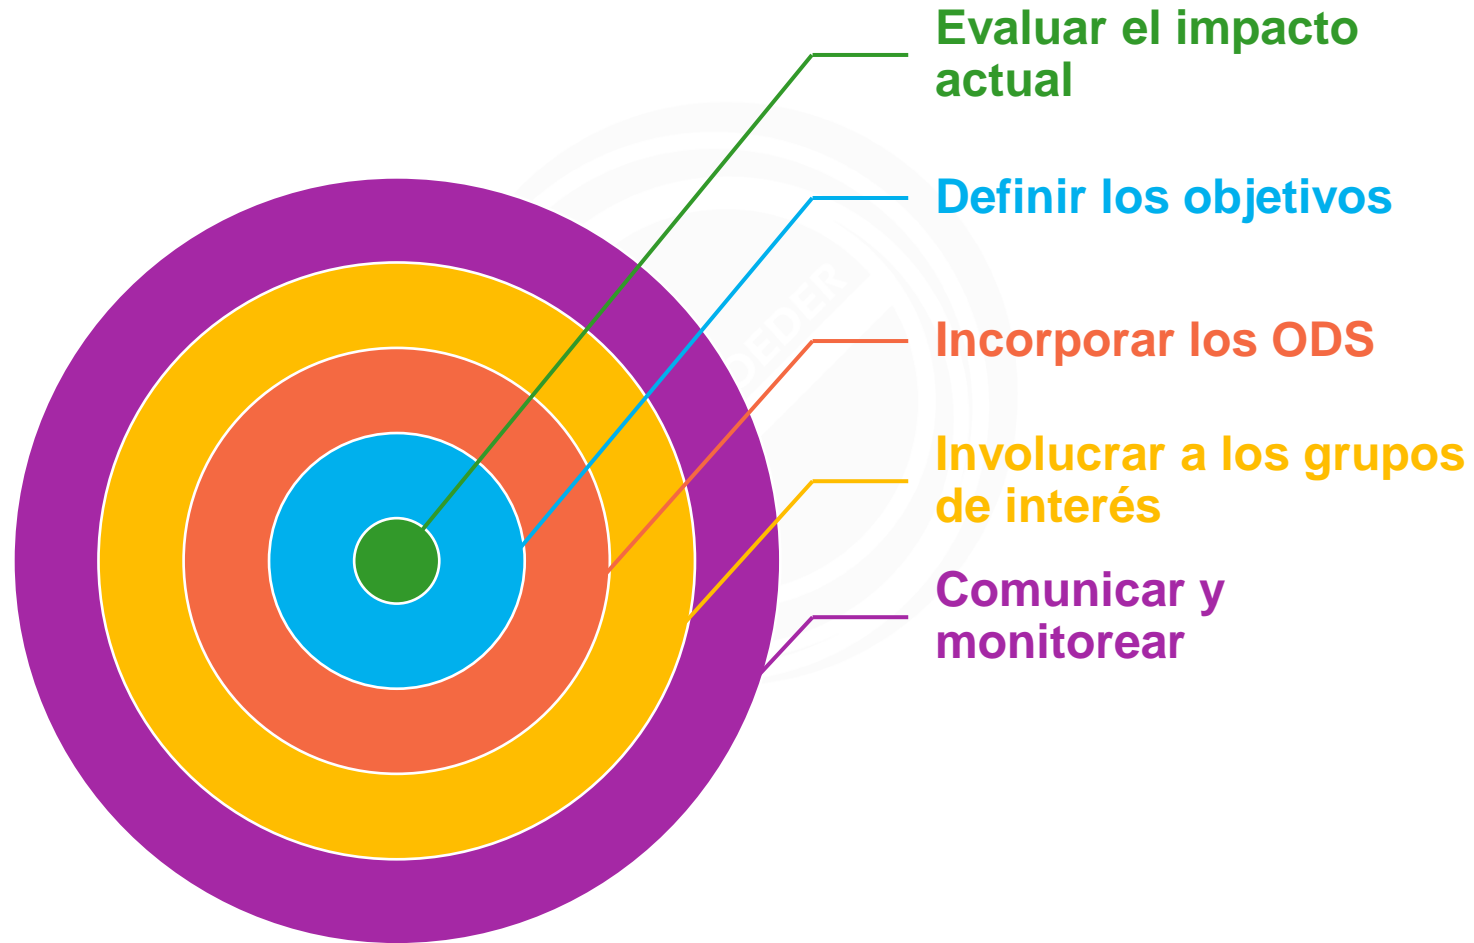 Evaluar el impacto
actual
Definir los objetivos
Incorporar los ODS
Involucrar a los grupos
de interés
Comunicar y
monitorear